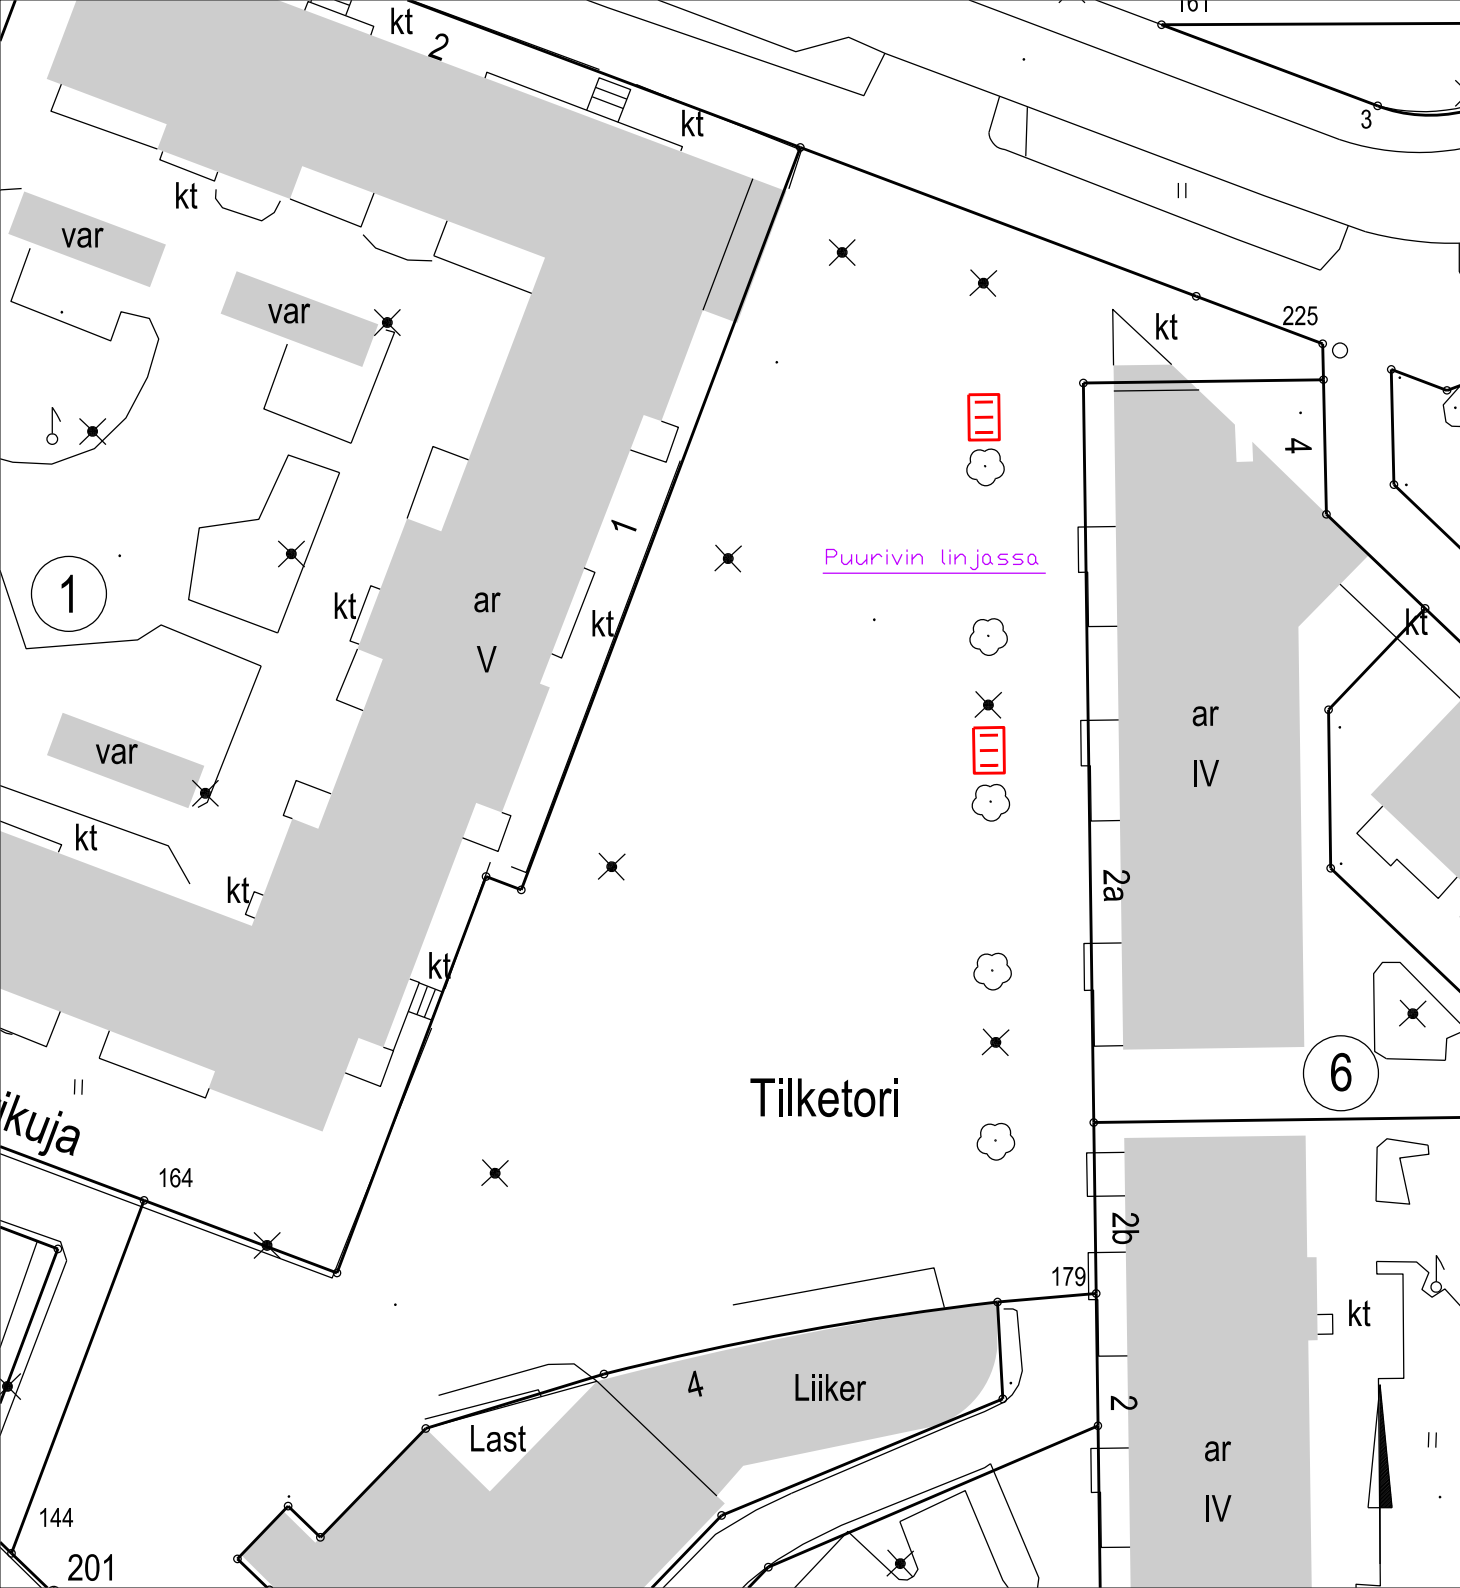 161
kt
2
3
kt
kt
var
var
225
kt
4
1
Puurivin linjassa
1
ar
V
kt
kt
kt
ar
IV
var
kt
kt
2a
kt
6
Tilketori
ikuja
164
2b
179
kt
4
Liiker
2
Last
ar
IV
144
201